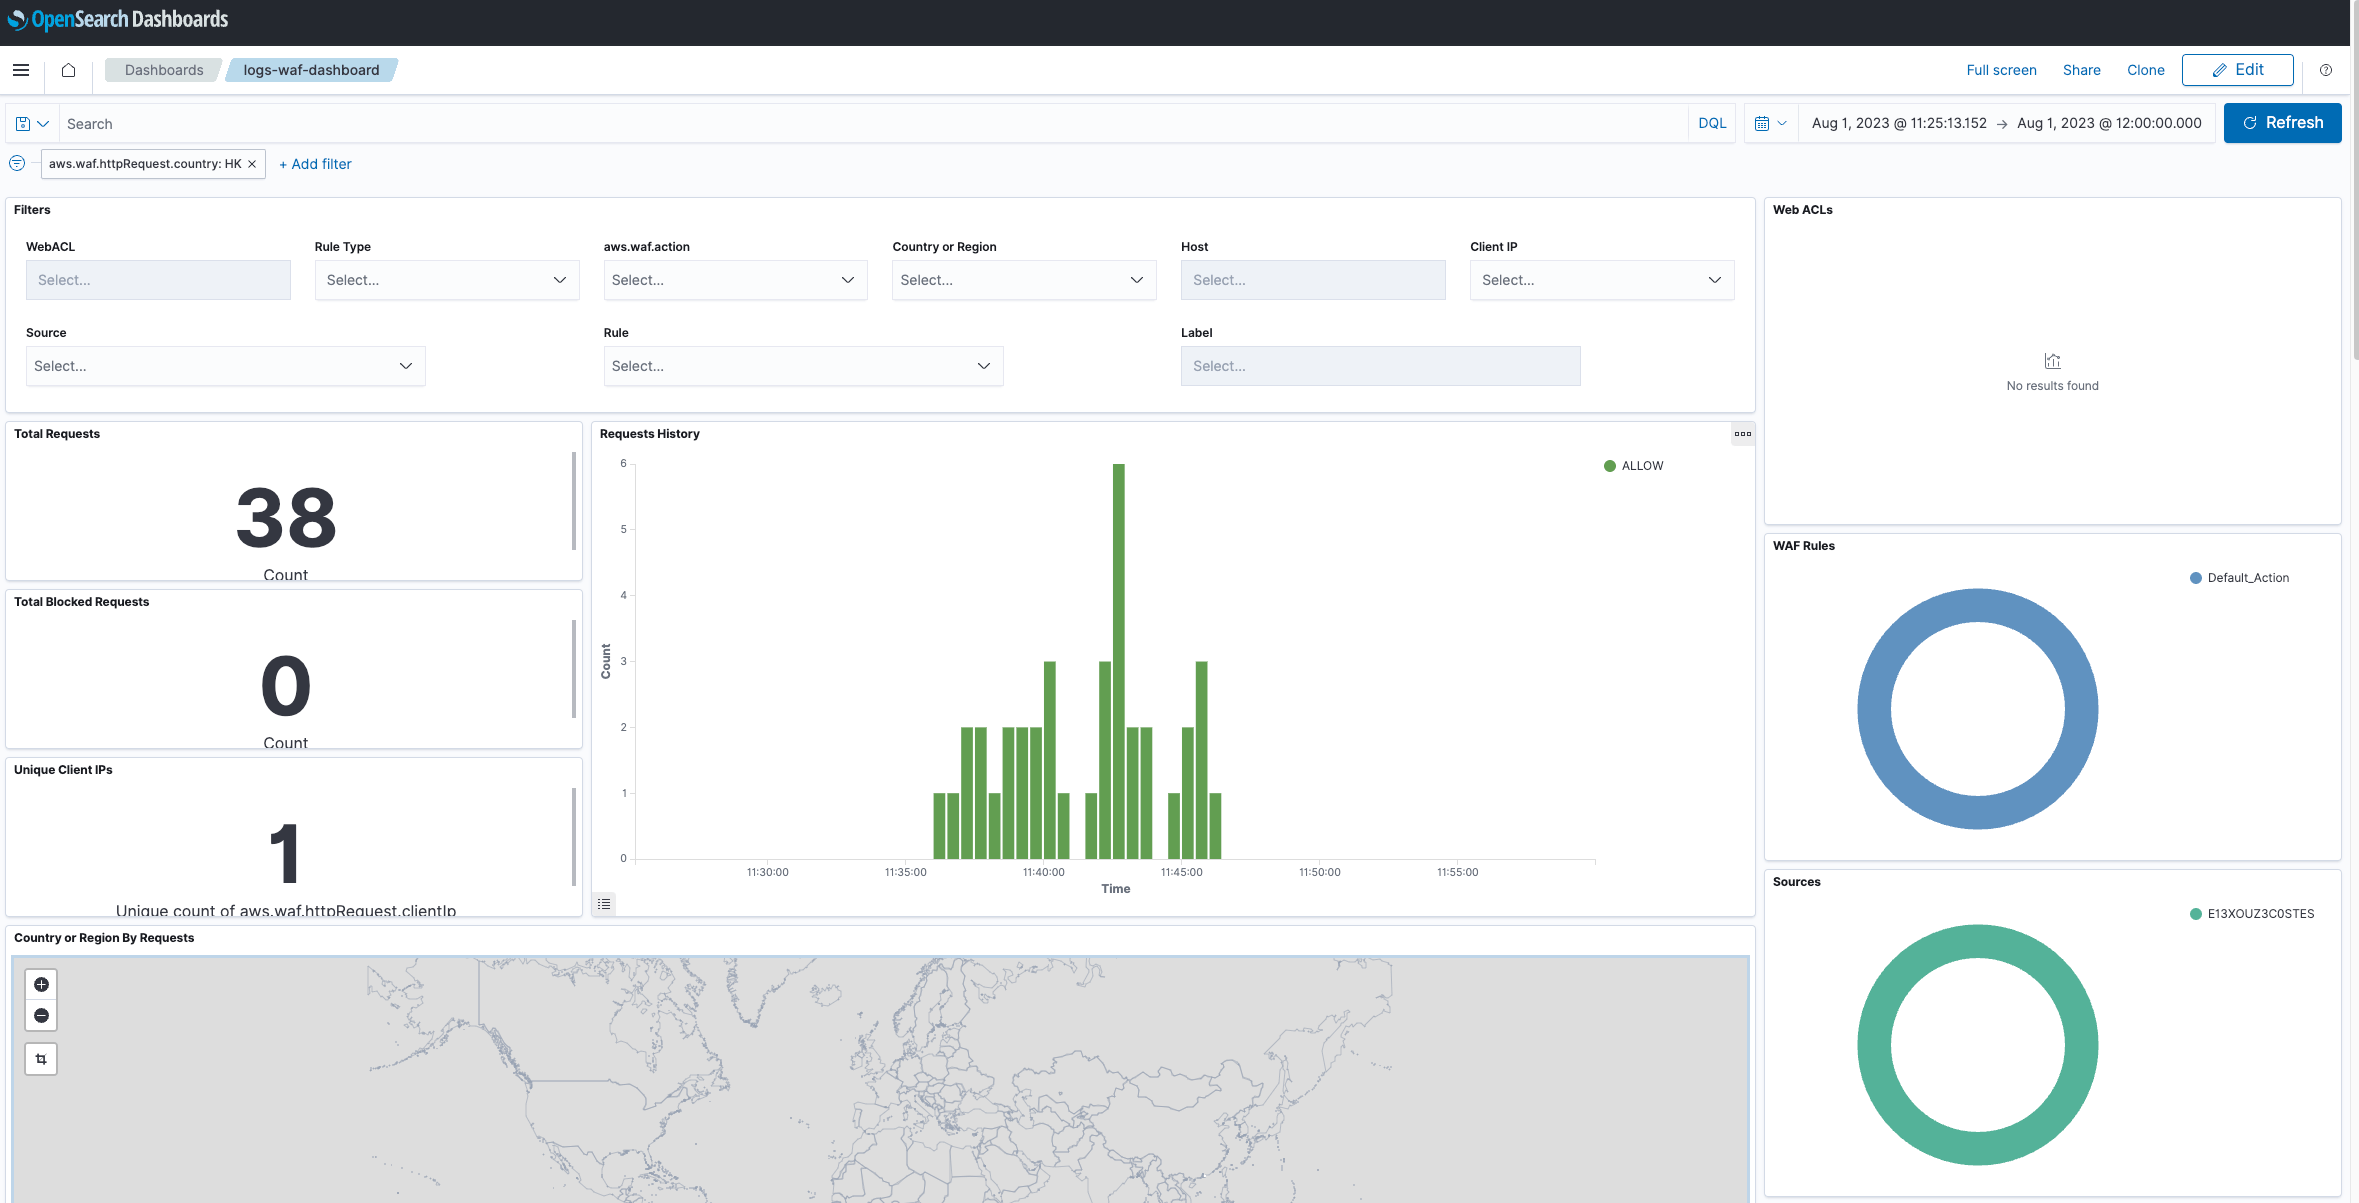 OpenSearch Dashboards
Dashboards
logs-waf-dashboard
Full screen
Share
Clone
Edit
Search
DQL
Aug 1, 2023 @ 11:25:13.152 → Aug 1, 2023 @ 12:00:00.000
Refresh
aws.waf.httpRequest.country: HK ×
+ Add filter
Filters
WebACL
Select...
Rule Type
Select...
aws.waf.action
Select...
Country or Region
Select...
Host
Select...
Client IP
Select...
Source
Select...
Rule
Select...
Label
Select...
Web ACLs
No results found
Total Requests
38
Count
Total Blocked Requests
0
Count
Unique Client IPs
1
Unique count of aws.waf.httpRequest.clientIp
Requests History
ALLOW
6
5
4
3
2
1
0
Count
11:30:00
11:35:00
11:40:00
11:45:00
11:50:00
11:55:00
Time
WAF Rules
Default_Action
Sources
E13XOUZ3C0STES
Country or Region By Requests